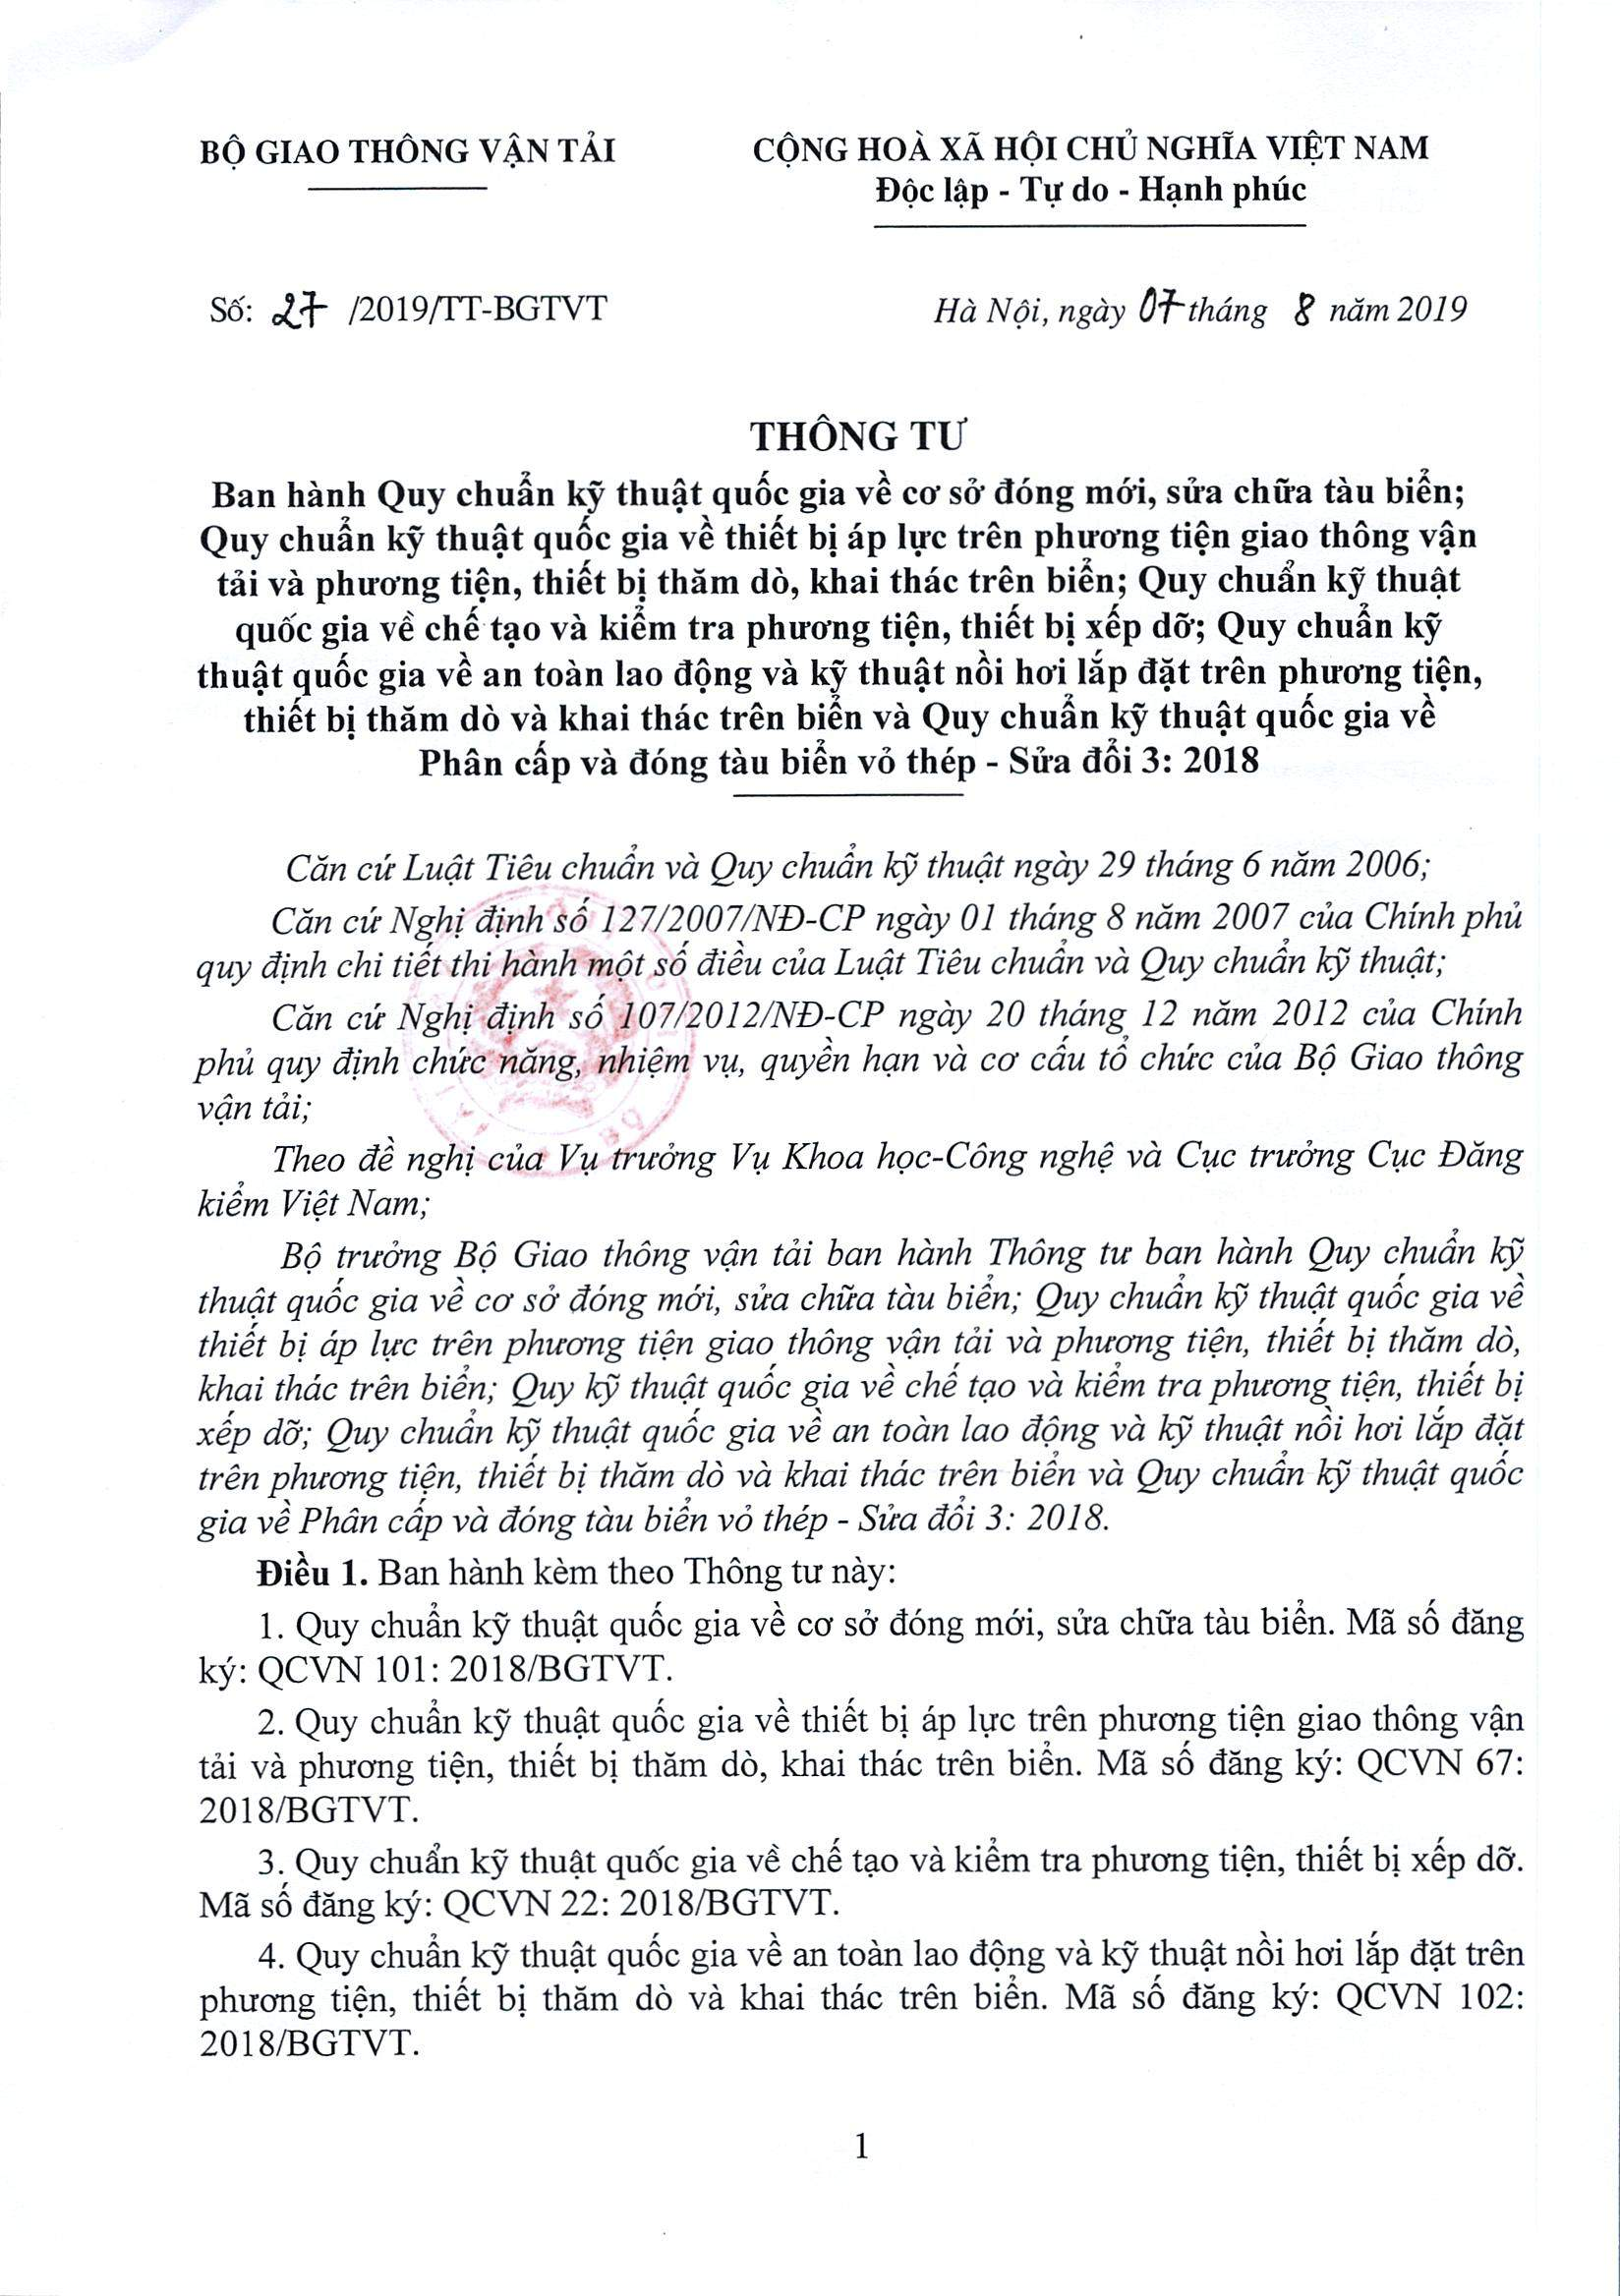 BỘ GIAO THÔNG VẬN TẢI
CỘNG HOÀ XÃ HỘI CHỦ NGHĨA VIỆT NAM
Độc lập - Tự do - Hạnh phúc
Số: 27 /2019/TT-BGTVT
Hà Nội, ngày 07 tháng 8 năm 2019
THÔNG TƯ
Ban hành Quy chuẩn kỹ thuật quốc gia về cơ sở đóng mới, sửa chữa tàu biển;
Quy chuẩn kỹ thuật quốc gia về thiết bị áp lực trên phương tiện giao thông vận
tải và phương tiện, thiết bị thăm dò, khai thác trên biển; Quy chuẩn kỹ thuật
quốc gia về chế tạo và kiểm tra phương tiện, thiết bị xếp dỡ; Quy chuẩn kỹ
thuật quốc gia về an toàn lao động và kỹ thuật nồi hơi lắp đặt trên phương tiện,
thiết bị thăm dò và khai thác trên biển và Quy chuẩn kỹ thuật quốc gia về
Phân cấp và đóng tàu biển vỏ thép - Sửa đổi 3: 2018
Căn cứ Luật Tiêu chuẩn và Quy chuẩn kỹ thuật ngày 29 tháng 6 năm 2006;
Căn cứ Nghị định số 127/2007/NĐ-CP ngày 01 tháng 8 năm 2007 của Chính phủ
quy định chi tiết thi hành một số điều của Luật Tiêu chuẩn và Quy chuẩn kỹ thuật;
Căn cứ Nghị định số 107/2012/NĐ-CP ngày 20 tháng 12 năm 2012 của Chính
phủ quy định chức năng, nhiệm vụ, quyền hạn và cơ cấu tổ chức của Bộ Giao thông
vận tải;
Theo đề nghị của Vụ trưởng Vụ Khoa học-Công nghệ và Cục trưởng Cục Đăng
kiểm Việt Nam;
Bộ trưởng Bộ Giao thông vận tải ban hành Thông tư ban hành Quy chuẩn kỹ
thuật quốc gia về cơ sở đóng mới, sửa chữa tàu biển; Quy chuẩn kỹ thuật quốc gia về
thiết bị áp lực trên phương tiện giao thông vận tải và phương tiện, thiết bị thăm dò,
khai thác trên biển; Quy kỹ thuật quốc gia về chế tạo và kiểm tra phương tiện, thiết bị
xếp dỡ; Quy chuẩn kỹ thuật quốc gia về an toàn lao động và kỹ thuật nồi hơi lắp đặt
trên phương tiện, thiết bị thăm dò và khai thác trên biển và Quy chuẩn kỹ thuật quốc
gia về Phân cấp và đóng tàu biển vỏ thép - Sửa đổi 3: 2018.
Điều 1. Ban hành kèm theo Thông tư này:
1. Quy chuẩn kỹ thuật quốc gia về cơ sở đóng mới, sửa chữa tàu biển. Mã số đăng
ký: QCVN 101: 2018/BGTVT.
2. Quy chuẩn kỹ thuật quốc gia về thiết bị áp lực trên phương tiện giao thông vận
tải và phương tiện, thiết bị thăm dò, khai thác trên biển. Mã số đăng ký: QCVN 67:
2018/BGTVT.
3. Quy chuẩn kỹ thuật quốc gia về chế tạo và kiểm tra phương tiện, thiết bị xếp dỡ.
Mã số đăng ký: QCVN 22: 2018/BGTVT.
4. Quy chuẩn kỹ thuật quốc gia về an toàn lao động và kỹ thuật nồi hơi lắp đặt trên
phương tiện, thiết bị thăm dò và khai thác trên biển. Mã số đăng ký: QCVN 102:
2018/BGTVT.
1